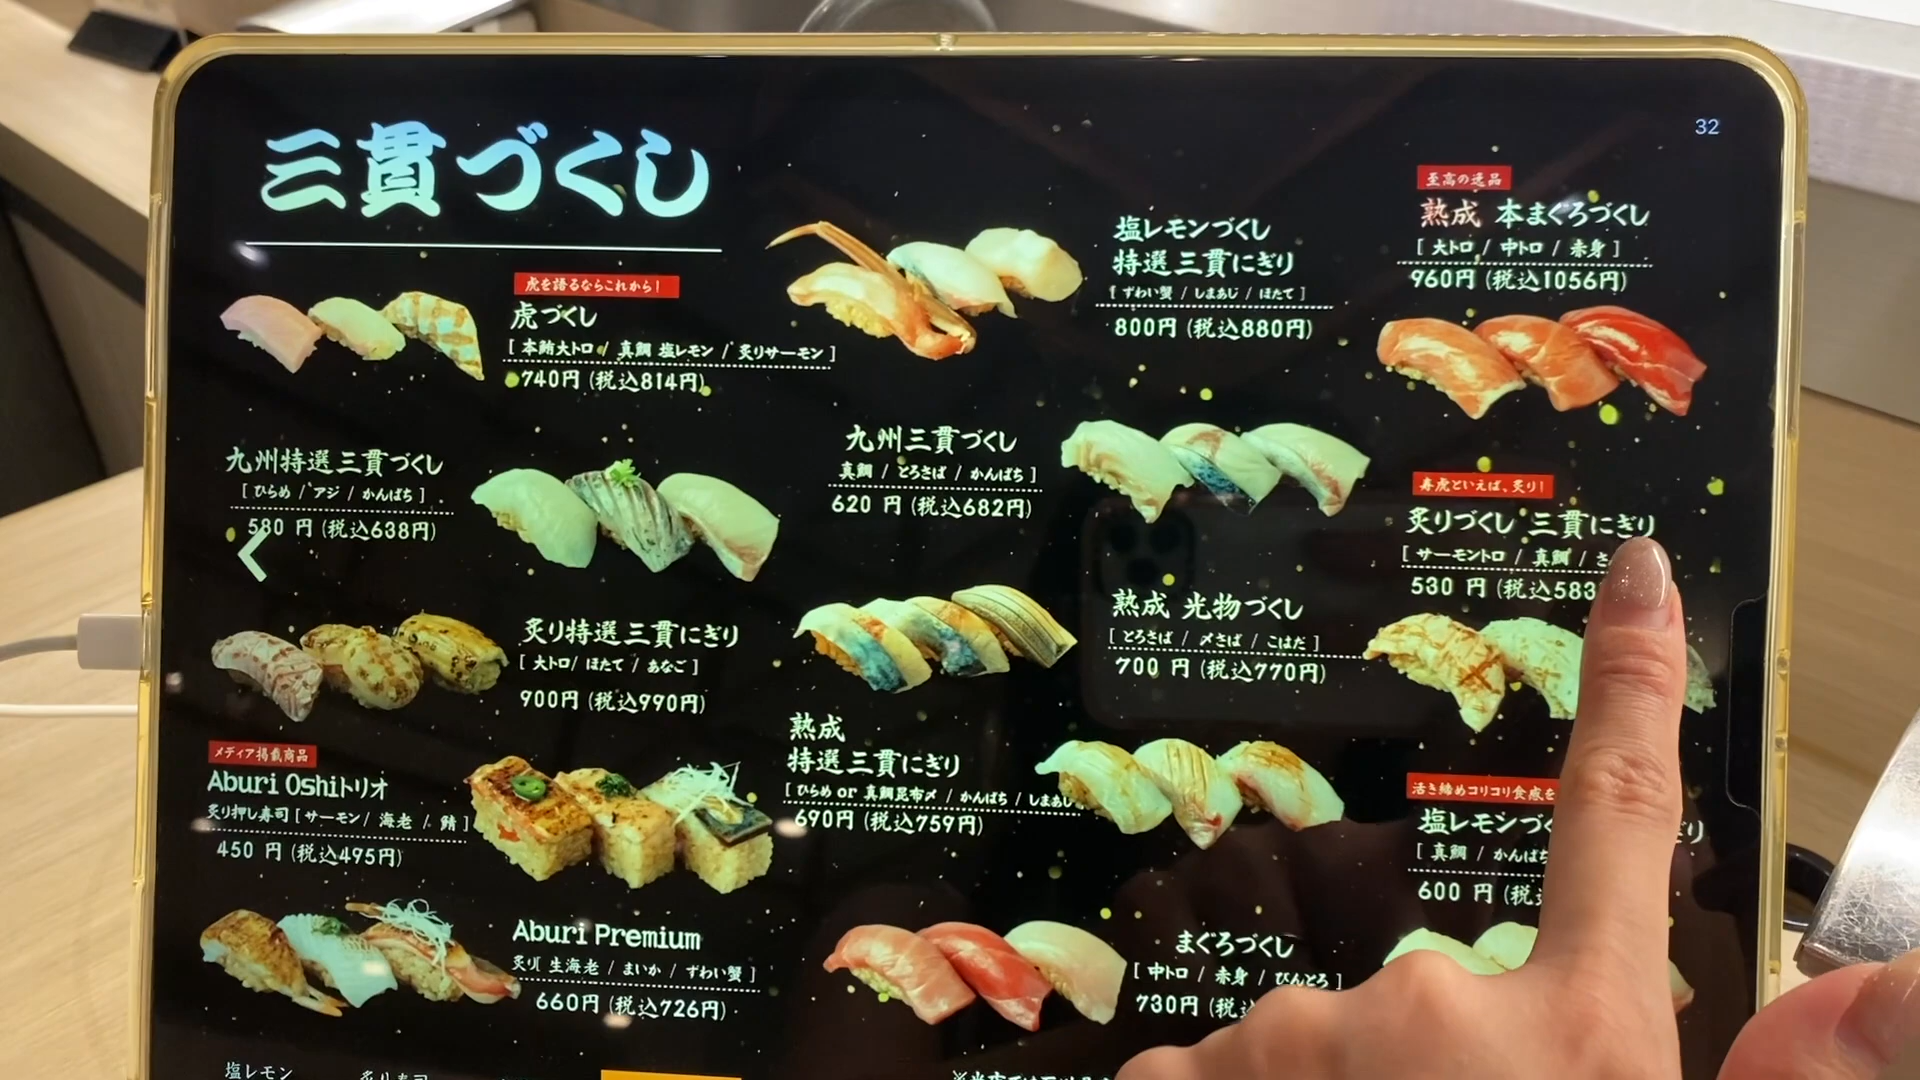 三貫づくし
32
虎を語るならこれから!
虎づくし
[ 本鮪大トロ / 真鯛 塩レモン / 炙りサーモン ]
740円 (税込814円)
塩レモンづくし
特選三貫にぎり
[ ずわい蟹 / しまあじ / ほたて ]
800円 (税込880円)
至高の逸品
熟成 本まぐろづくし
[ 大トロ / 中トロ / 赤身 ]
960円 (税込1056円)
九州特選三貫づくし
[ ひらめ / アジ / かんぱち ]
580 円 (税込638円)
九州三貫づくし
真鯛 / とろさば / かんぱち ]
620 円 (税込682円)
寿虎といえば、炙り!
炙りづくし 三貫にぎり
[ サーモントロ / 真鯛 / さ
530 円 (税込583
炙り特選三貫にぎり
[ 大トロ / ほたて / あなご ]
900円 (税込990円)
熟成 光物づくし
[ とろさば / 〆さば / こはだ ]
700 円 (税込770円)
メディア掲載商品
Aburi Oshiトリオ
炙り押し寿司 [ サーモン / 海老 / 鯖 ]
450 円 (税込495円)
熟成
特選三貫にぎり
[ ひらめ or 真鯛昆布〆 / かんぱち / しまあじ
690円 (税込759円)
活き締めコリコリ食感を
塩レモンづ
[ 真鯛 / かんぱち
600 円 (税
Aburi Premium
炙り[ 生海老 / まいか / ずわい蟹 ]
660円 (税込726円)
まぐろづくし
[ 中トロ / 赤身 / びんとろ ]
730円 (税
塩レモン